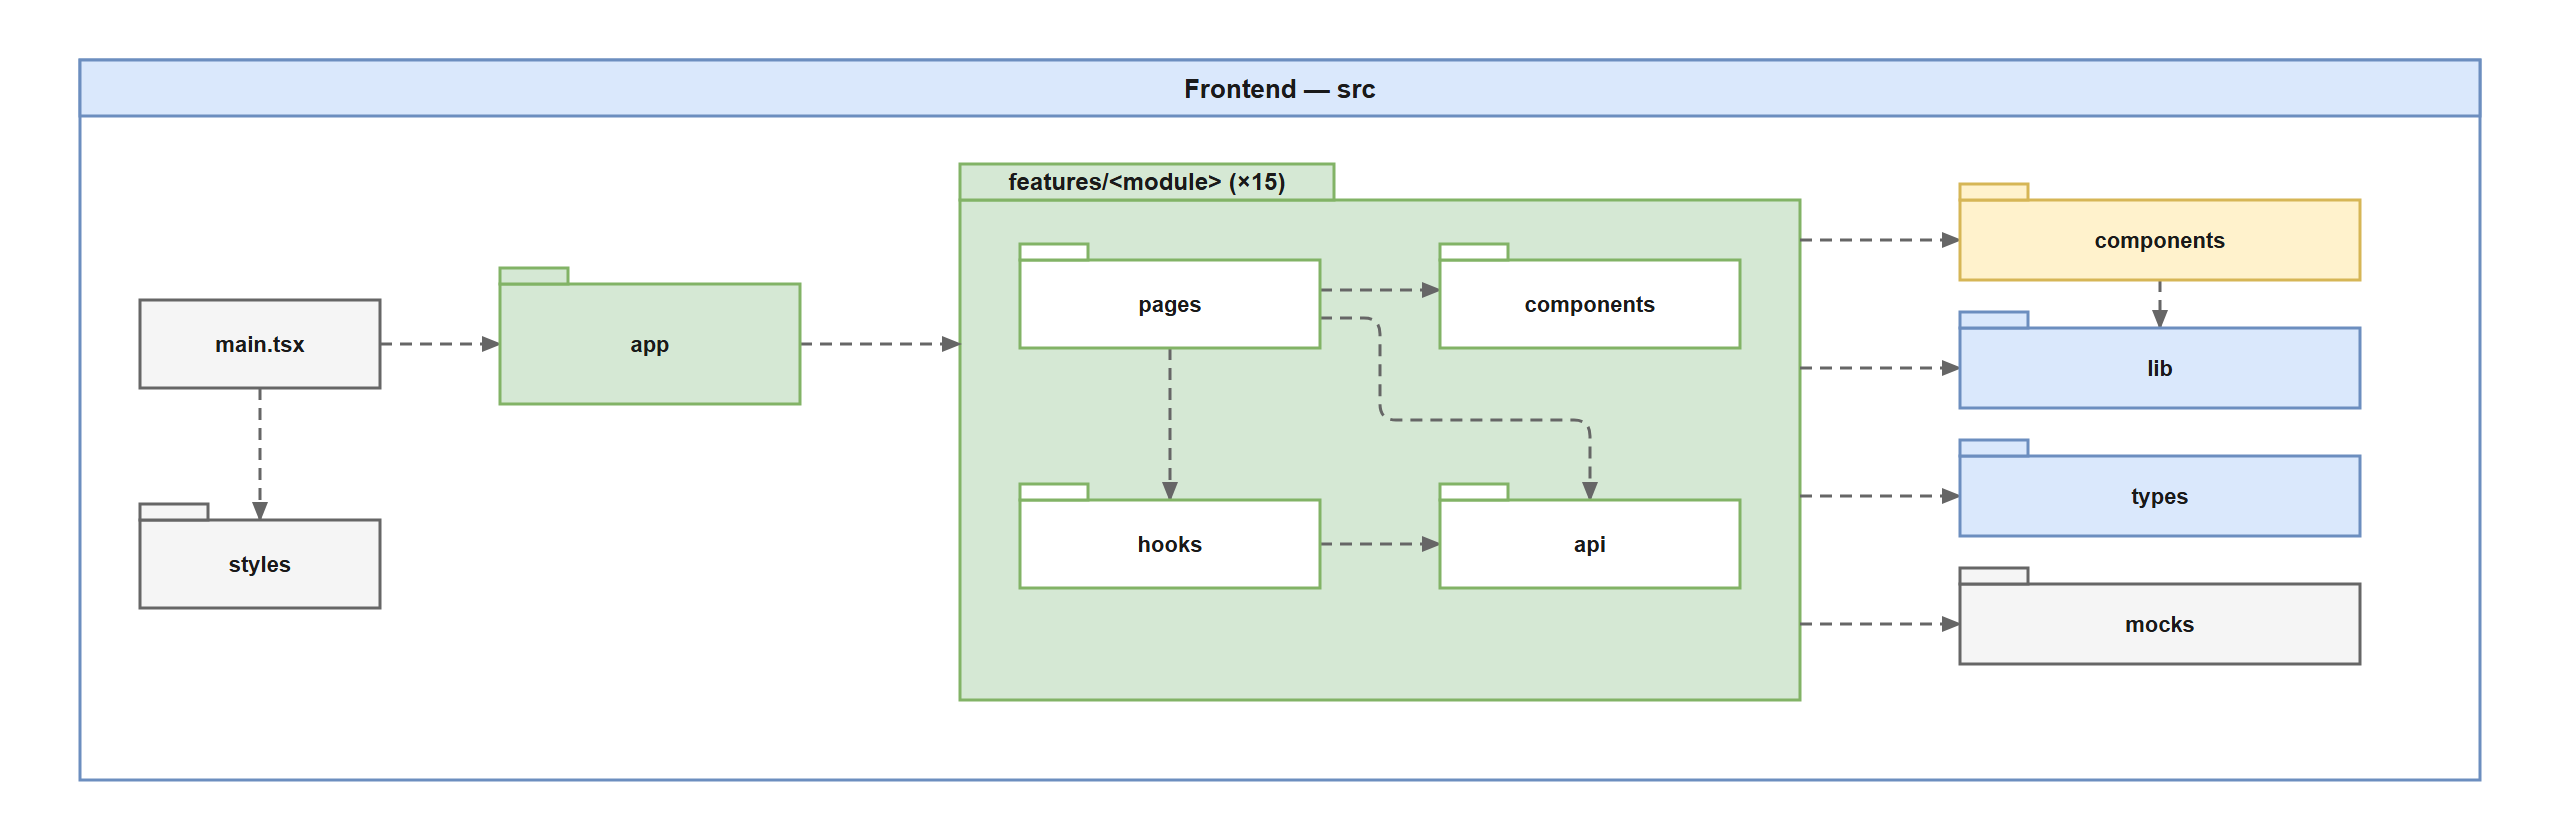 Frontend — src
features/<module> (×15)
main.tsx
app
styles
pages
components
hooks
api
components
lib
types
mocks